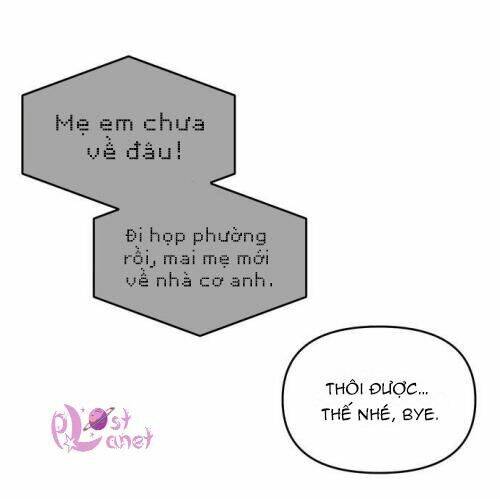 Mẹ em chưa
về đâu!
Đi họp phường
rồi, mai mẹ mới
về nhà cơ anh.
THÔI ĐƯỢC...
THẾ NHÉ, BYE.
Lost
Planet